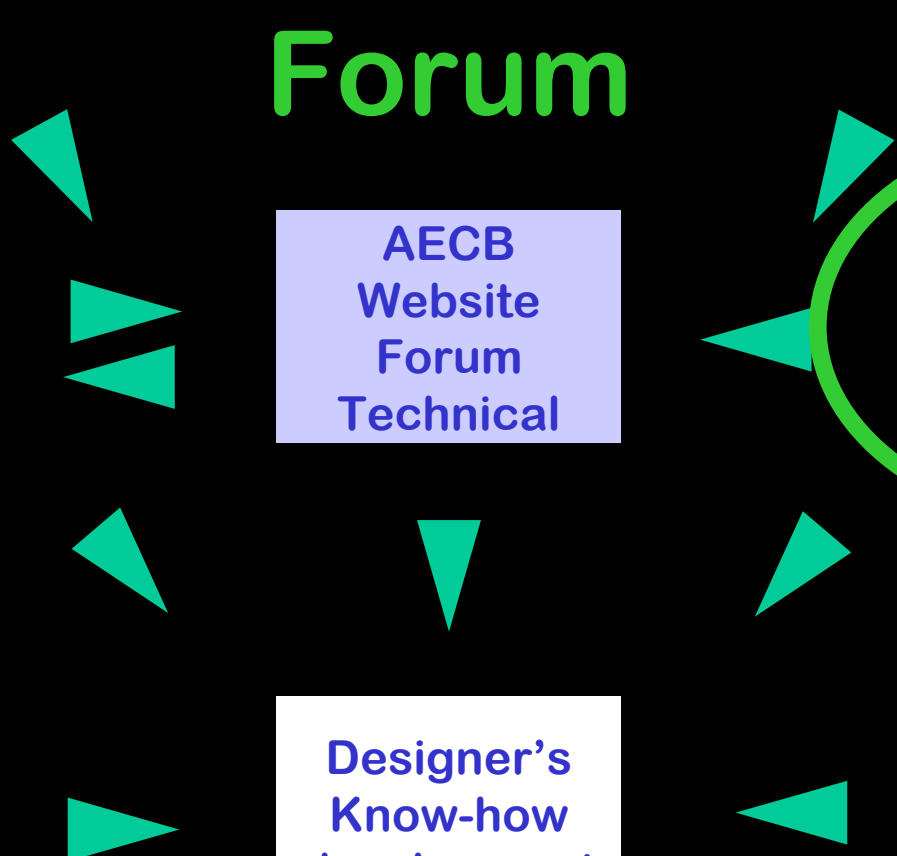 Forum
AECB
Website
Forum
Technical
Designer’s
Know-how